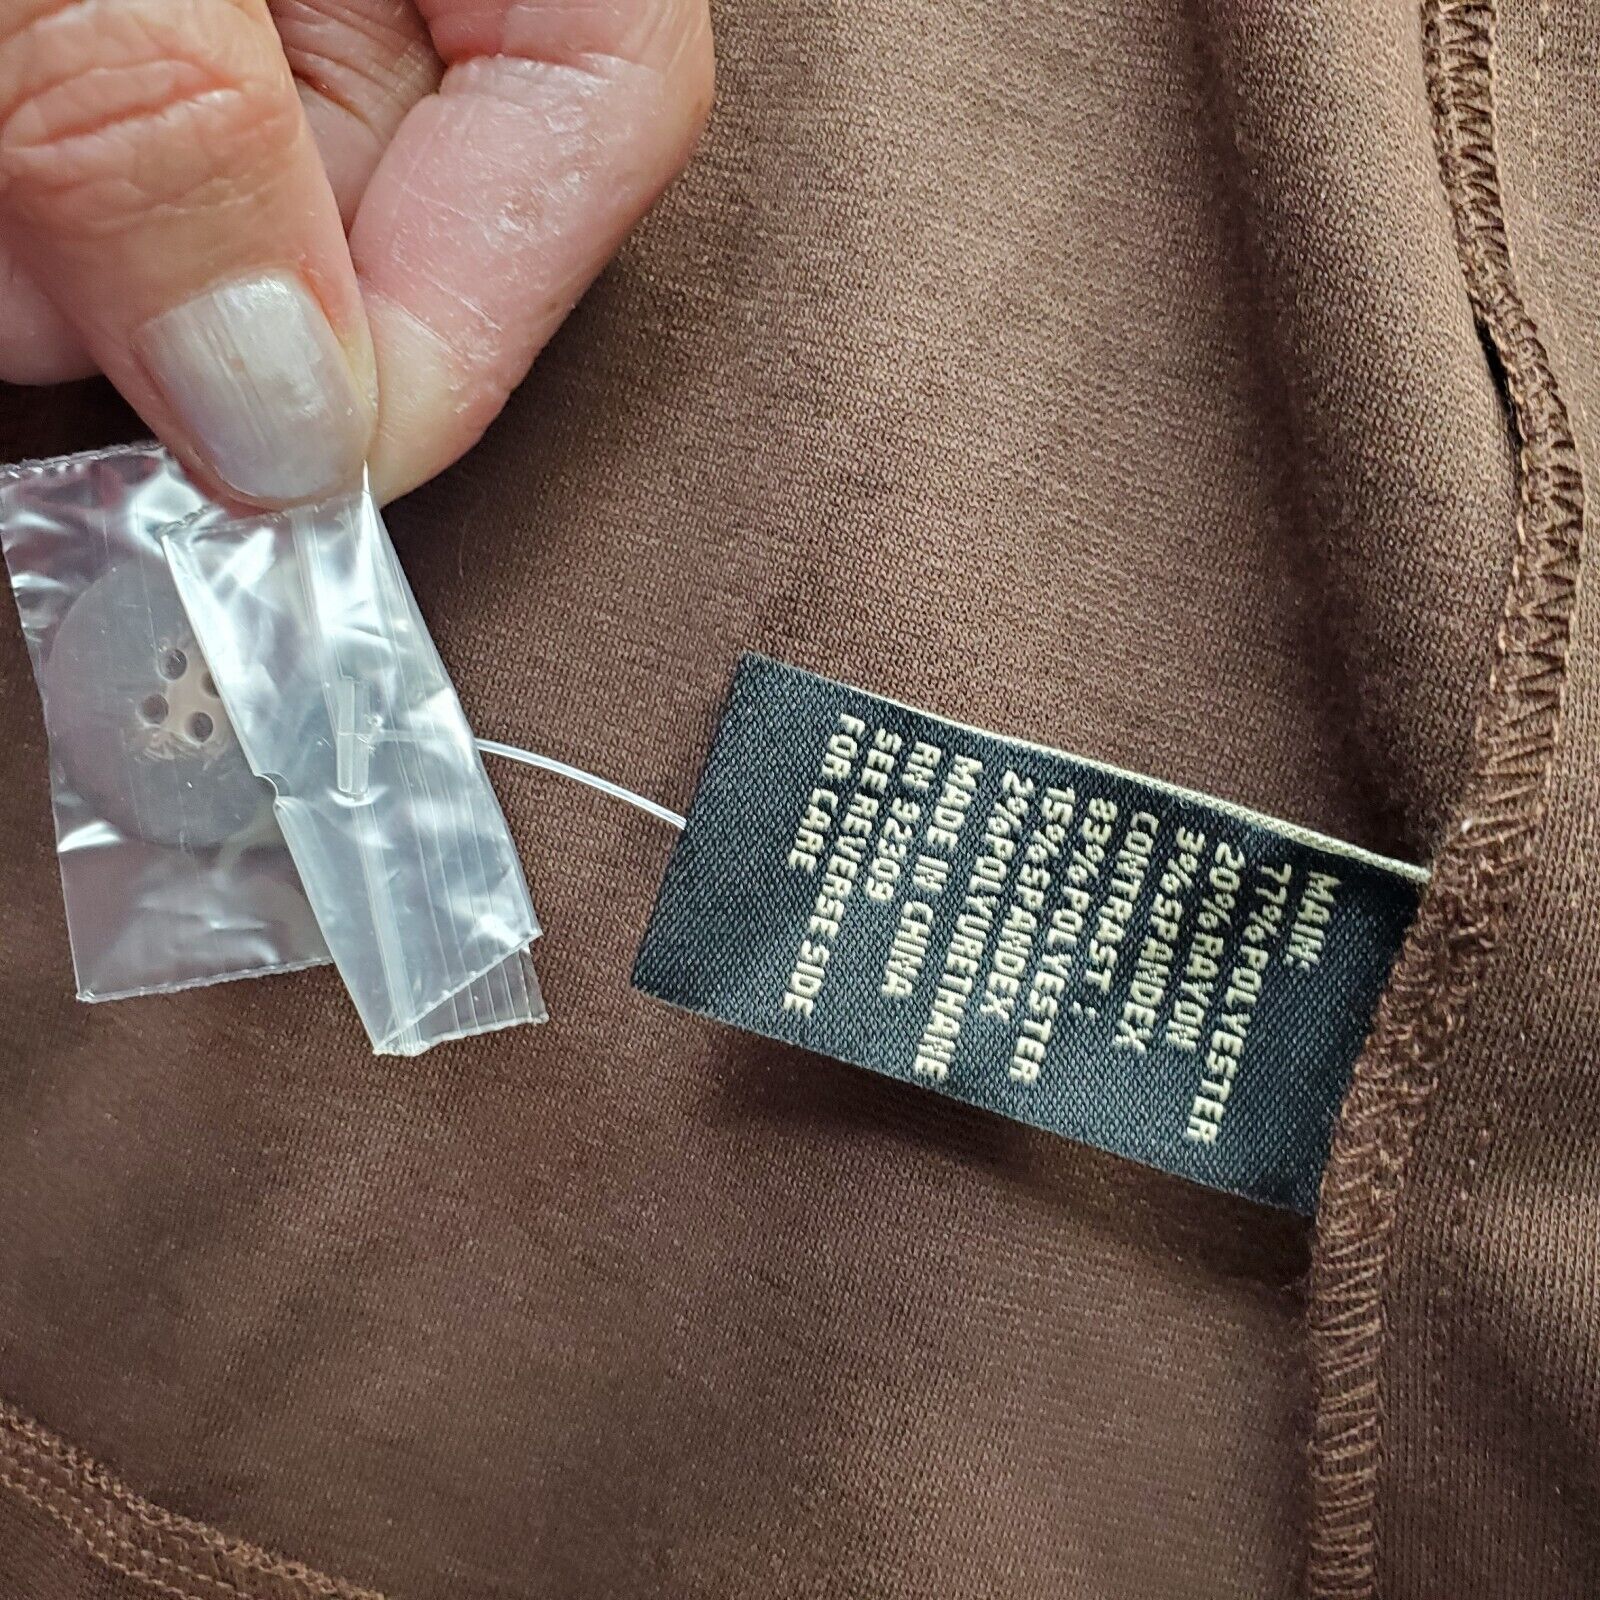 MAIN:
77% POLYESTER
20% RAYON
3% SPANDEX
CONTRAST:
83% POLYESTER
15% SPANDEX
2% POLYURETHANE
MADE IN CHINA
RN 92309
SEE REVERSE SIDE
FOR CARE